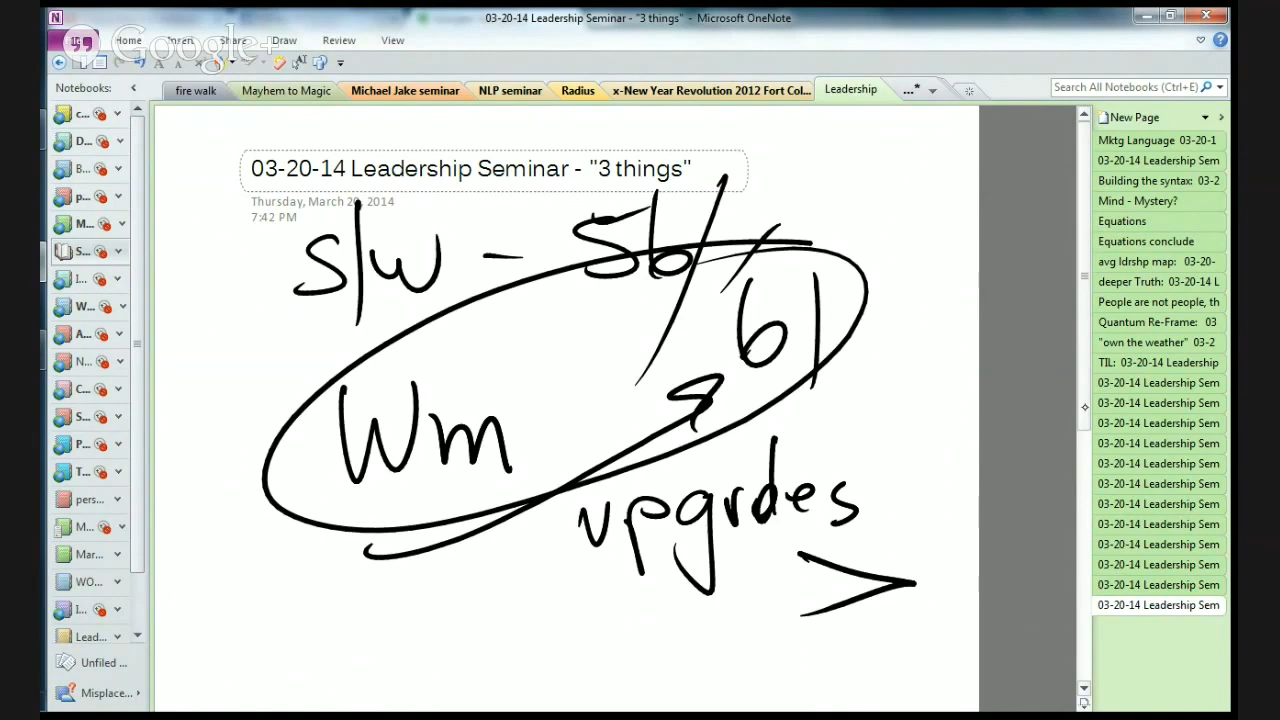 03-20-14 Leadership Seminar - "3 things" - Microsoft OneNote
Google+
Home Insert Share Draw Review View
Notebooks:
fire walk Mayhem to Magic Michael Jake seminar NLP seminar Radius x-New Year Revolution 2012 Fort Col... Leadership ...*
Search All Notebooks (Ctrl+E)
c...
D...
B...
p...
M...
S...
I...
W...
A...
N...
C...
S...
P...
T...
pers...
M...
Mar...
WO...
I...
Lead...
Unfiled ...
Misplace...
03-20-14 Leadership Seminar - "3 things"
Thursday, March 20, 2014
7:42 PM
s/w - 56/
61
Wm &
upgrdes
>
New Page
Mktg Language 03-20-1
03-20-14 Leadership Sem
Building the syntax: 03-2
Mind - Mystery?
Equations
Equations conclude
avg ldrshp map: 03-20-
deeper Truth: 03-20-14 L
People are not people, th
Quantum Re-Frame: 03
"own the weather" 03-2
TIL: 03-20-14 Leadership
03-20-14 Leadership Sem
03-20-14 Leadership Sem
03-20-14 Leadership Sem
03-20-14 Leadership Sem
03-20-14 Leadership Sem
03-20-14 Leadership Sem
03-20-14 Leadership Sem
03-20-14 Leadership Sem
03-20-14 Leadership Sem
03-20-14 Leadership Sem
03-20-14 Leadership Sem
03-20-14 Leadership Sem